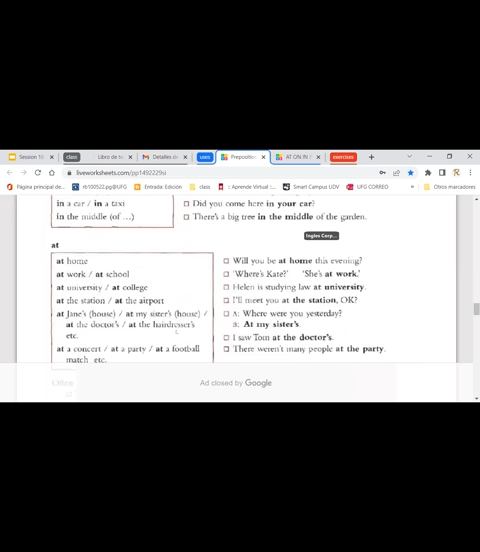 Session 16
class
Libro de te
Detalles de
uses
Preposition
AT ON IN
exercises
liveworksheets.com/pp1492229si
Página principal de...
rb100522.pg@UFG
Entrada: Edición
class
:: Aprende Virtual ::...
Smart Campus UDV
UFG CORREO
Otros marcadores
in a car / in a taxi
Did you come here in your car?
in the middle (of ...)
There's a big tree in the middle of the garden.
Ingles Corp...
at
at home
Will you be at home this evening?
at work / at school
'Where's Kate?' 'She's at work.'
at university / at college
Helen is studying law at university.
at the station / at the airport
I'll meet you at the station, OK?
at Jane's (house) / at my sister's (house) /
A: Where were you yesterday?
at the doctor's / at the hairdresser's
B: At my sister's.
etc.
I saw Tom at the doctor's.
at a concert / at a party / at a football
There weren't many people at the party.
match etc.
Often
Ad closed by Google